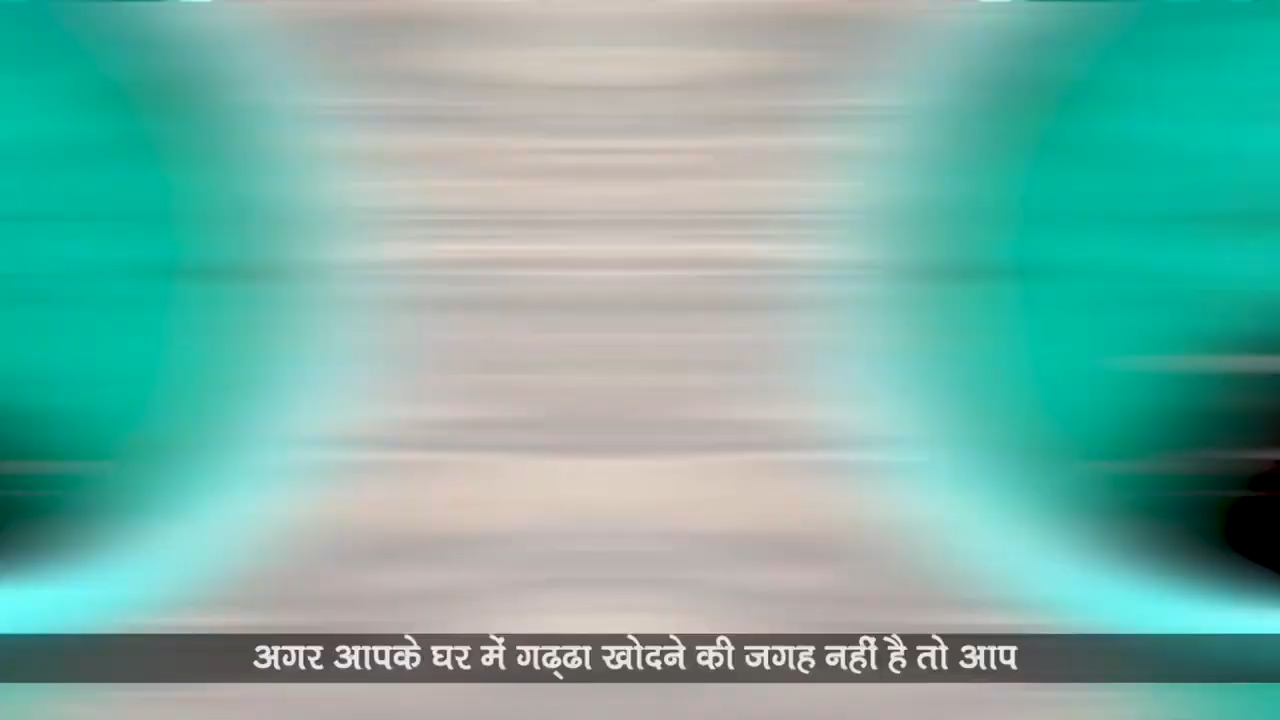 अगर आपके घर में गढ्ढा खोदने की जगह नहीं है तो आप